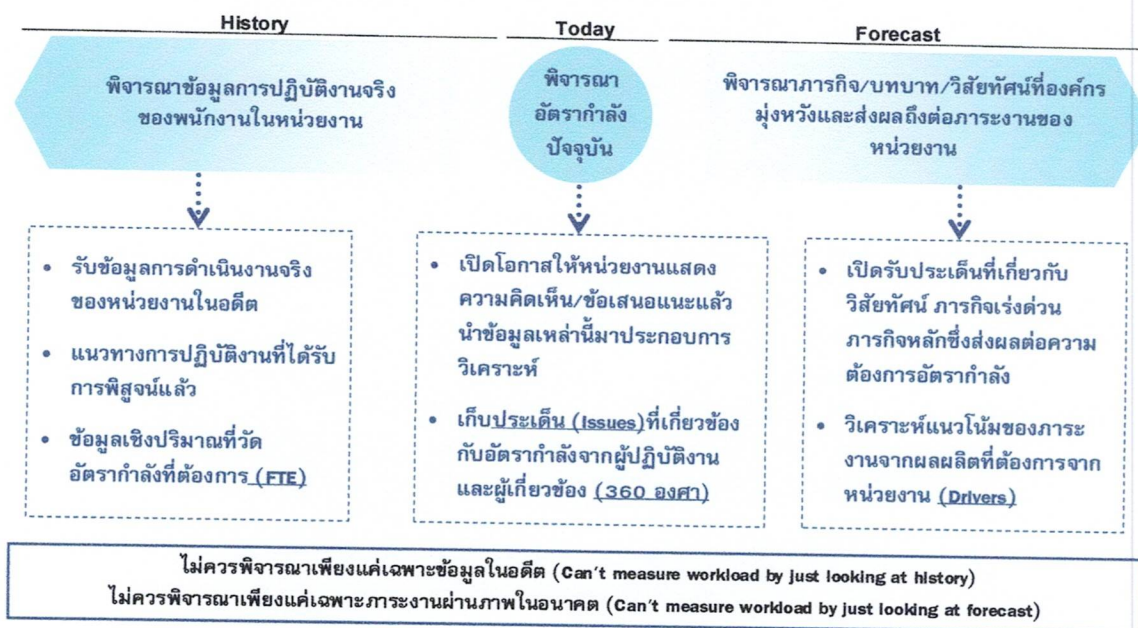 History
Today
Forecast
พิจารณาข้อมูลการปฏิบัติงานจริง
ของพนักงานในหน่วยงาน
พิจารณา
อัตรากำลัง
ปัจจุบัน
พิจารณาภารกิจ/บทบาท/วิสัยทัศน์ที่องค์กร
มุ่งหวังและส่งผลถึงต่อภาระงานของ
หน่วยงาน
• รับข้อมูลการดำเนินงานจริง
ของหน่วยงานในอดีต
• แนวทางการปฏิบัติงานที่ได้รับ
การพิสูจน์แล้ว
• ข้อมูลเชิงปริมาณที่วัด
อัตรากำลังที่ต้องการ (FTE)
• เปิดโอกาสให้หน่วยงานแสดง
ความคิดเห็น/ข้อเสนอแนะแล้ว
นำข้อมูลเหล่านี้มาประกอบการ
วิเคราะห์
• เก็บประเด็น (Issues)ที่เกี่ยวข้อง
กับอัตรากำลังจากผู้ปฏิบัติงาน
และผู้เกี่ยวข้อง (360 องศา)
• เปิดรับประเด็นที่เกี่ยวกับ
วิสัยทัศน์ ภารกิจเร่งด่วน
ภารกิจหลักซึ่งส่งผลต่อความ
ต้องการอัตรากำลัง
• วิเคราะห์แนวโน้มของภาระ
งานจากผลผลิตที่ต้องการจาก
หน่วยงาน (Drivers)
ไม่ควรพิจารณาเพียงแค่เฉพาะข้อมูลในอดีต (Can't measure workload by just looking at history)
ไม่ควรพิจารณาเพียงแค่เฉพาะภาระงานผ่านภาพในอนาคต (Can't measure workload by just looking at forecast)